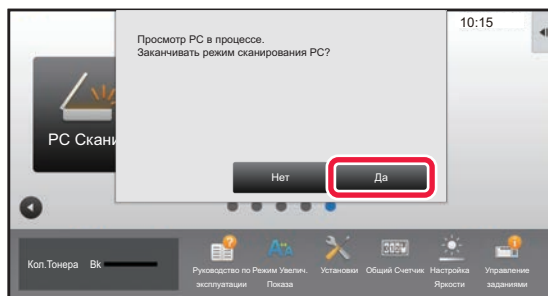 10:15
Просмотр PC в процессе.
Заканчивать режим сканирования PC?
PC Скани
Нет
Да
Кол.Тонера Bk
Руководство по эксплуатации
Режим Увелич. Показа
Установки
Общий Счетчик
Настройка Яркости
Управление заданиями